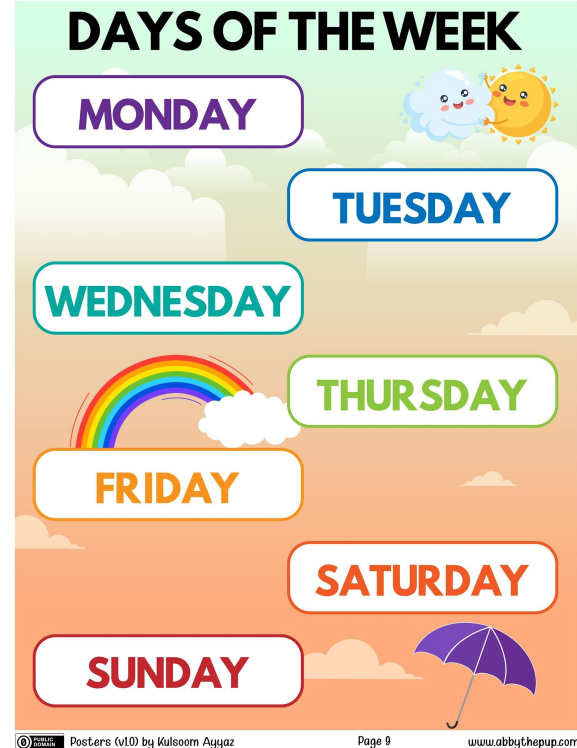 DAYS OF THE WEEK
MONDAY
TUESDAY
WEDNESDAY
THURSDAY
FRIDAY
SATURDAY
SUNDAY
PUBLIC DOMAIN Posters (v1.0) by Kulsoom Ayyaz Page 9 www.abbythepup.com